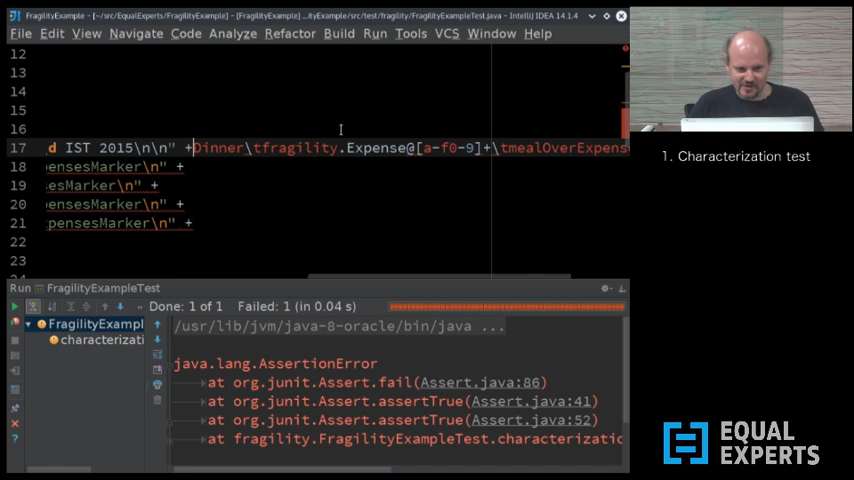 FragilityExample - [~/src/EqualExperts/FragilityExample] - [FragilityExample] ...ityExample/src/test/fragility/FragilityExampleTest.java - IntelliJ IDEA 14.1.4
File Edit View Navigate Code Analyze Refactor Build Run Tools VCS Window Help
12
13
14
15
16
17 d IST 2015\n\n" +Dinner\tfragility.Expense@[a-f0-9]+\tmealOverExpens
18 pensesMarker\n" +
19 sesMarker\n" +
20 pensesMarker\n" +
21 xpensesMarker\n" +
22
23
24
Run FragilityExampleTest
Done: 1 of 1 Failed: 1 (in 0.04 s)
FragilityExampl
characterizati
/usr/lib/jvm/java-8-oracle/bin/java ...
java.lang.AssertionError
at org.junit.Assert.fail(Assert.java:86)
at org.junit.Assert.assertTrue(Assert.java:41)
at org.junit.Assert.assertTrue(Assert.java:52)
at fragility.FragilityExampleTest.characterizatio
1. Characterization test
EQUAL
EXPERTS